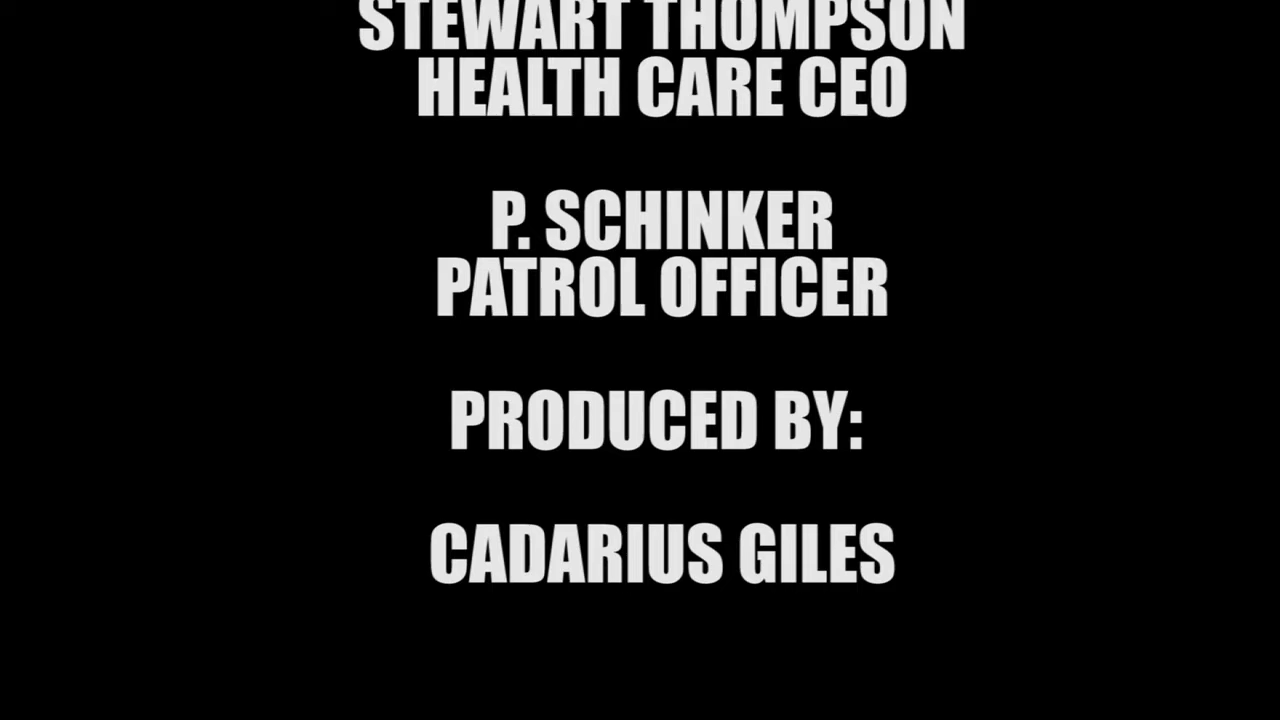 STEWART THOMPSON
HEALTH CARE CEO
P. SCHINKER
PATROL OFFICER
PRODUCED BY:
CADARIUS GILES